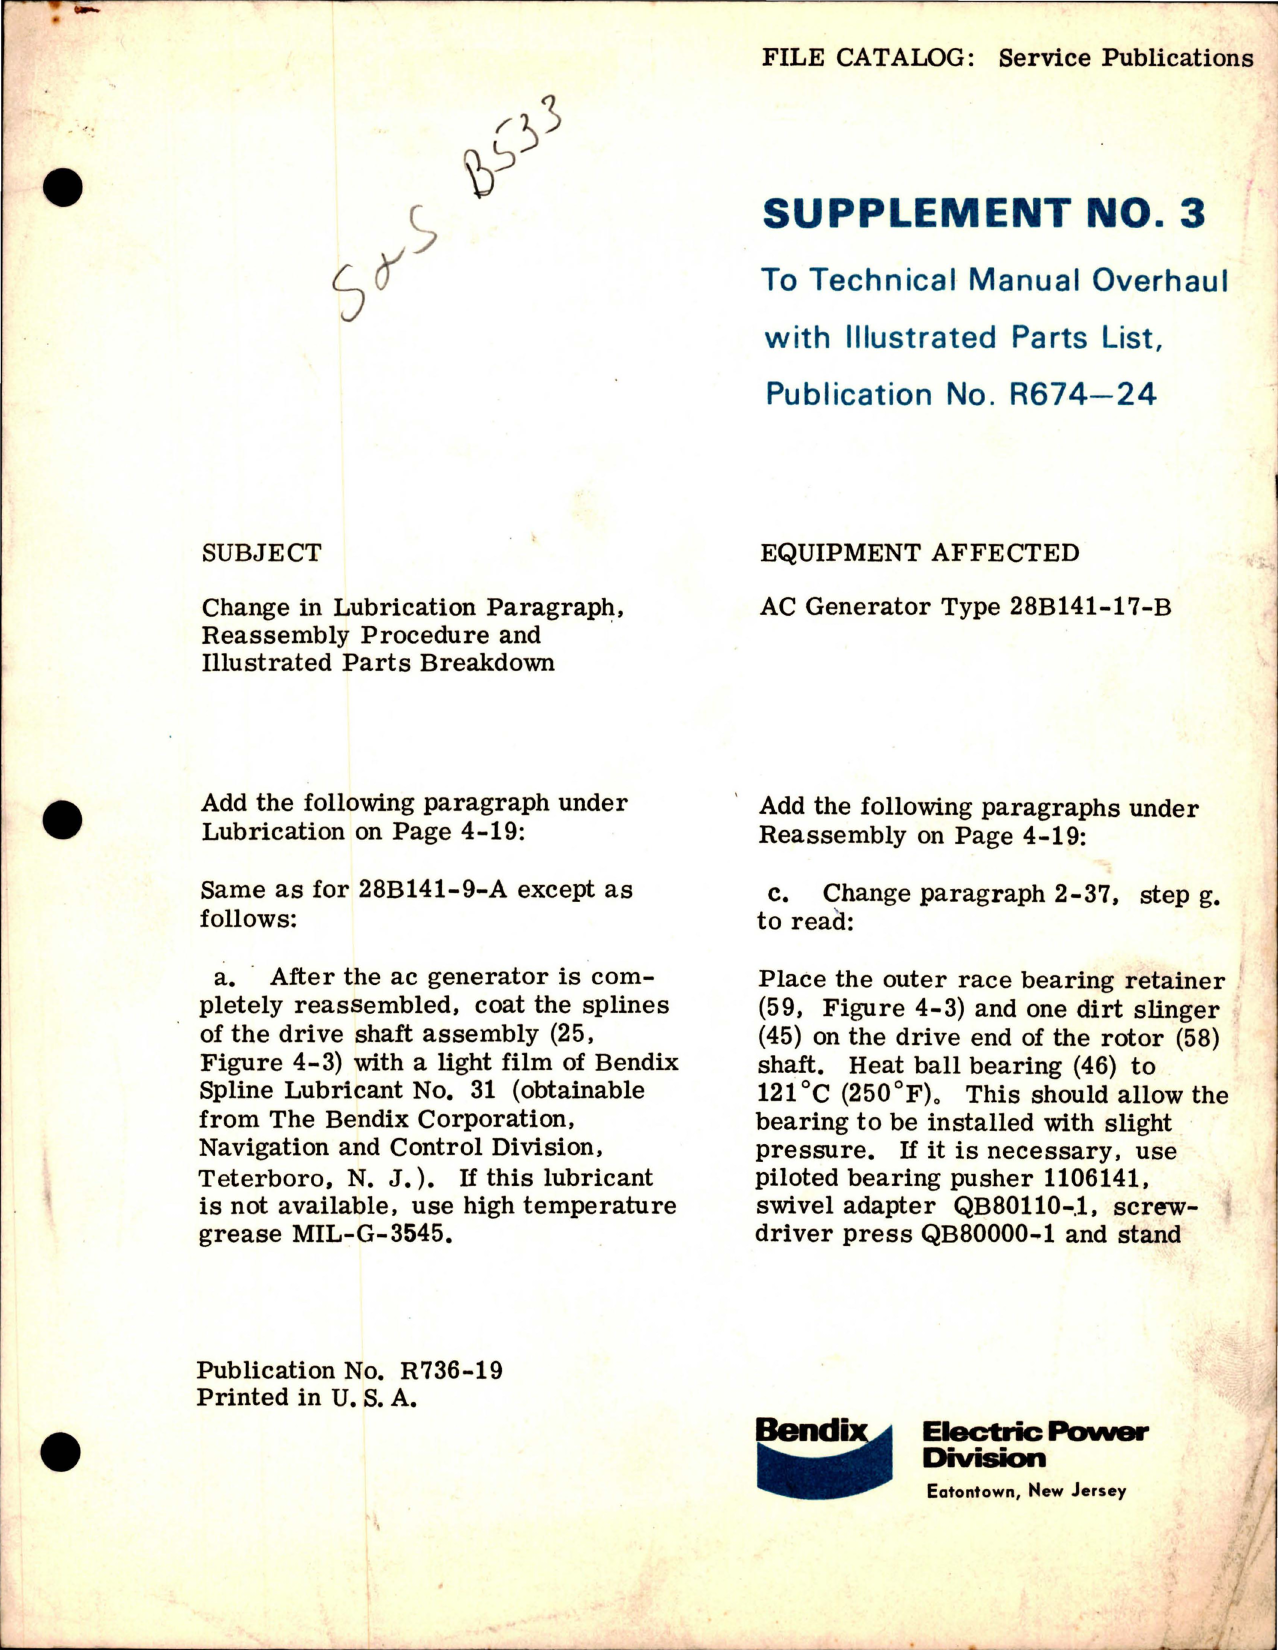 FILE CATALOG: Service Publications
S&S B533
SUPPLEMENT NO. 3
To Technical Manual Overhaul
with Illustrated Parts List,
Publication No. R674—24
SUBJECT
Change in Lubrication Paragraph,
Reassembly Procedure and
Illustrated Parts Breakdown
EQUIPMENT AFFECTED
AC Generator Type 28B141-17-B
Add the following paragraph under
Lubrication on Page 4-19:
Same as for 28B141-9-A except as
follows:
a. After the ac generator is com-
pletely reassembled, coat the splines
of the drive shaft assembly (25,
Figure 4-3) with a light film of Bendix
Spline Lubricant No. 31 (obtainable
from The Bendix Corporation,
Navigation and Control Division,
Teterboro, N. J.). If this lubricant
is not available, use high temperature
grease MIL-G-3545.
Add the following paragraphs under
Reassembly on Page 4-19:
c. Change paragraph 2-37, step g.
to read:
Place the outer race bearing retainer
(59, Figure 4-3) and one dirt slinger
(45) on the drive end of the rotor (58)
shaft. Heat ball bearing (46) to
121°C (250°F). This should allow the
bearing to be installed with slight
pressure. If it is necessary, use
piloted bearing pusher 1106141,
swivel adapter QB80110-1, screw-
driver press QB80000-1 and stand
Publication No. R736-19
Printed in U. S. A.
Bendix
Electric Power
Division
Eatontown, New Jersey